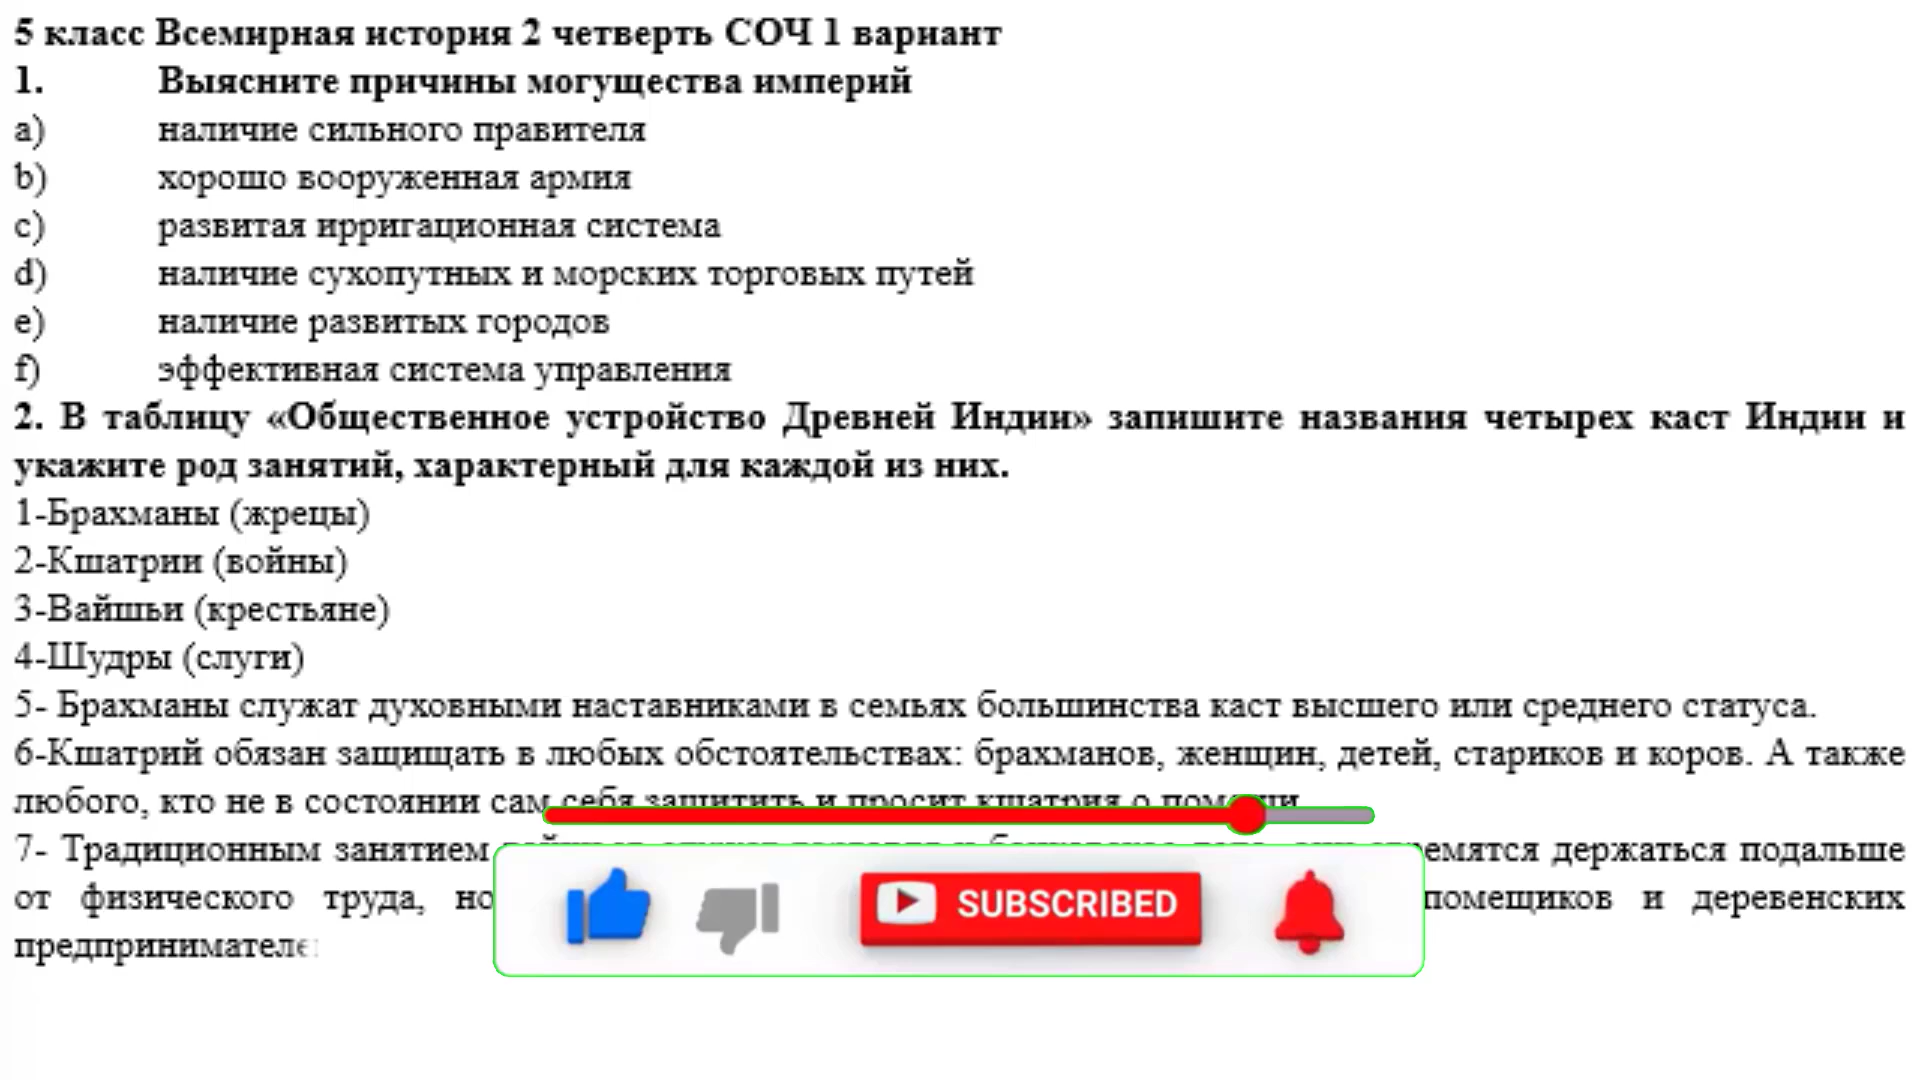 5 класс Всемирная история 2 четверть СОЧ 1 вариант
1. Выясните причины могущества империй
a) наличие сильного правителя
b) хорошо вооруженная армия
c) развитая ирригационная система
d) наличие сухопутных и морских торговых путей
e) наличие развитых городов
f) эффективная система управления
2. В таблицу «Общественное устройство Древней Индии» запишите названия четырех каст Индии и
укажите род занятий, характерный для каждой из них.
1-Брахманы (жрецы)
2-Кшатрии (войны)
3-Вайшьи (крестьяне)
4-Шудры (слуги)
5- Брахманы служат духовными наставниками в семьях большинства каст высшего или среднего статуса.
6-Кшатрий обязан защищать в любых обстоятельствах: брахманов, женщин, детей, стариков и коров. А также
любого, кто не в состоянии сам себя защитить и просит кшатрия о
7- Традиционным занятием держаться подальше
от физического труда, помещиков и деревенских
SUBSCRIBED